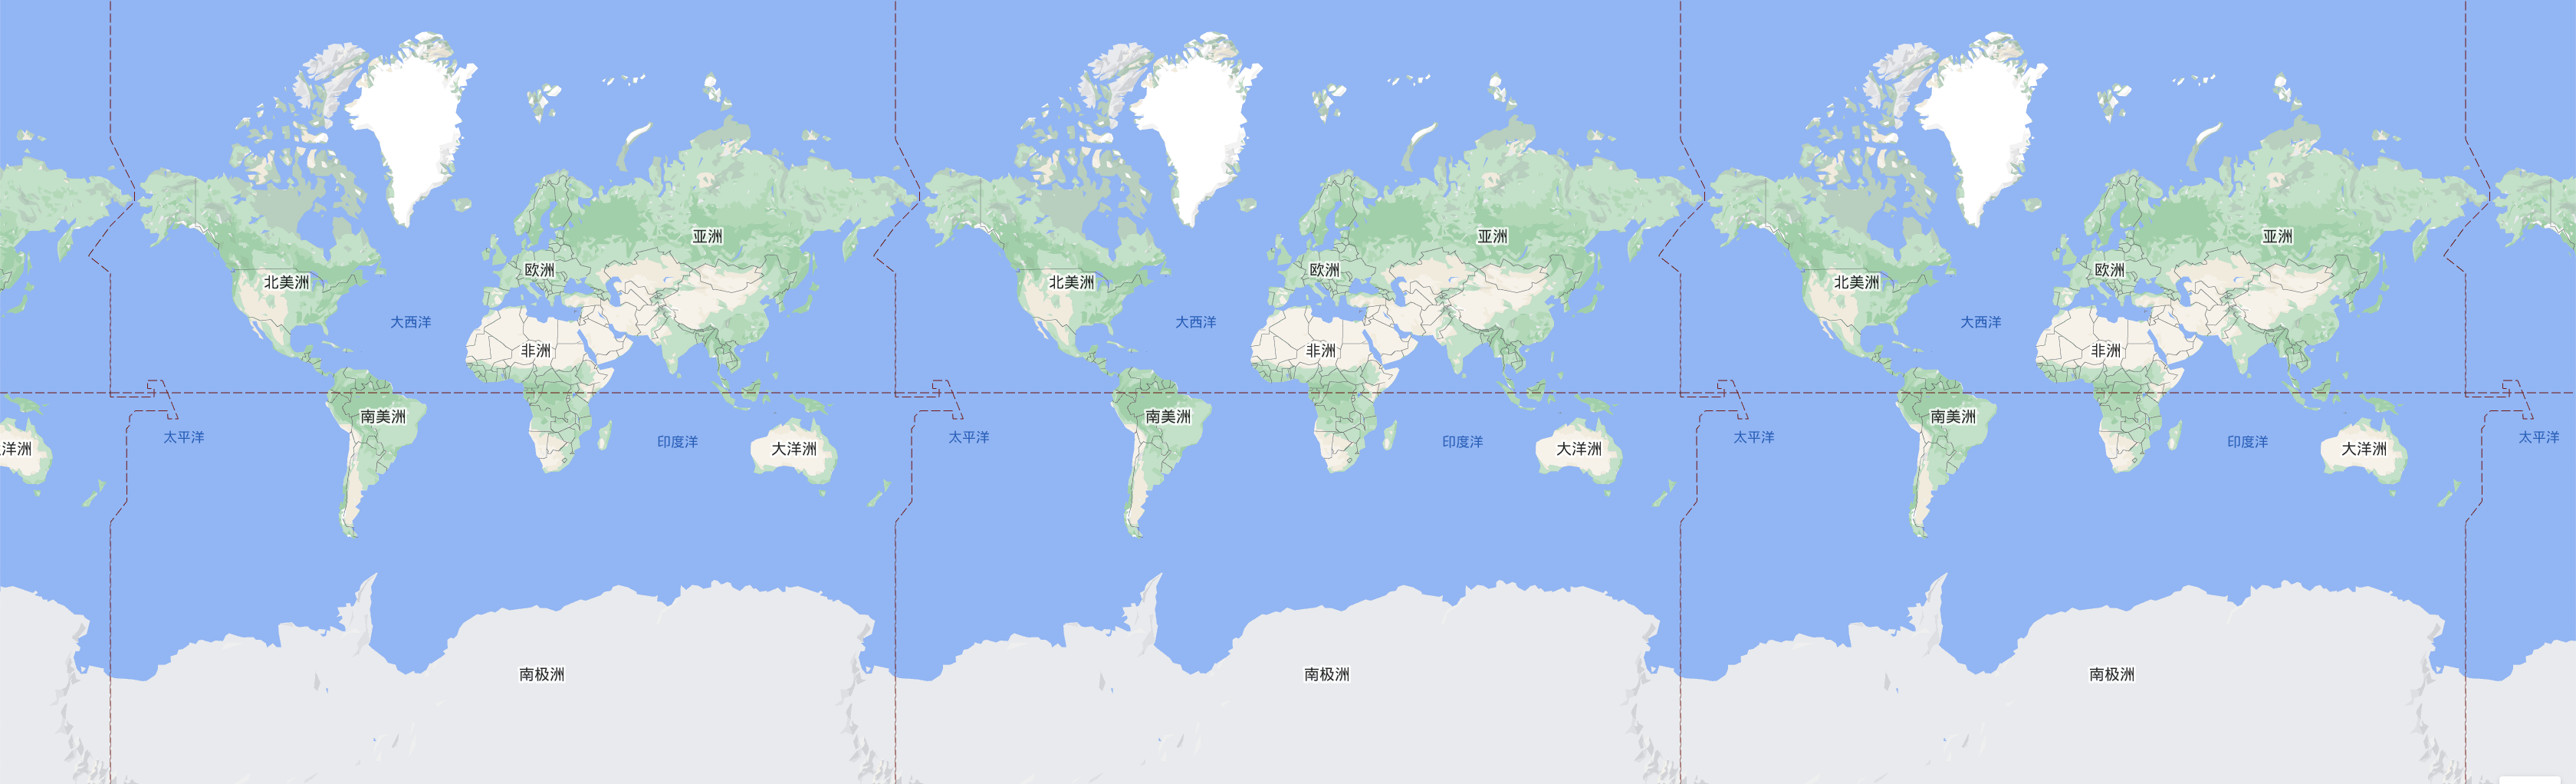 亚洲
亚洲
亚洲
欧洲
欧洲
欧洲
北美洲
北美洲
北美洲
大西洋
大西洋
大西洋
非洲
非洲
非洲
南美洲
南美洲
南美洲
太平洋
太平洋
太平洋
太平洋
印度洋
印度洋
印度洋
洋洲
大洋洲
大洋洲
大洋洲
南极洲
南极洲
南极洲